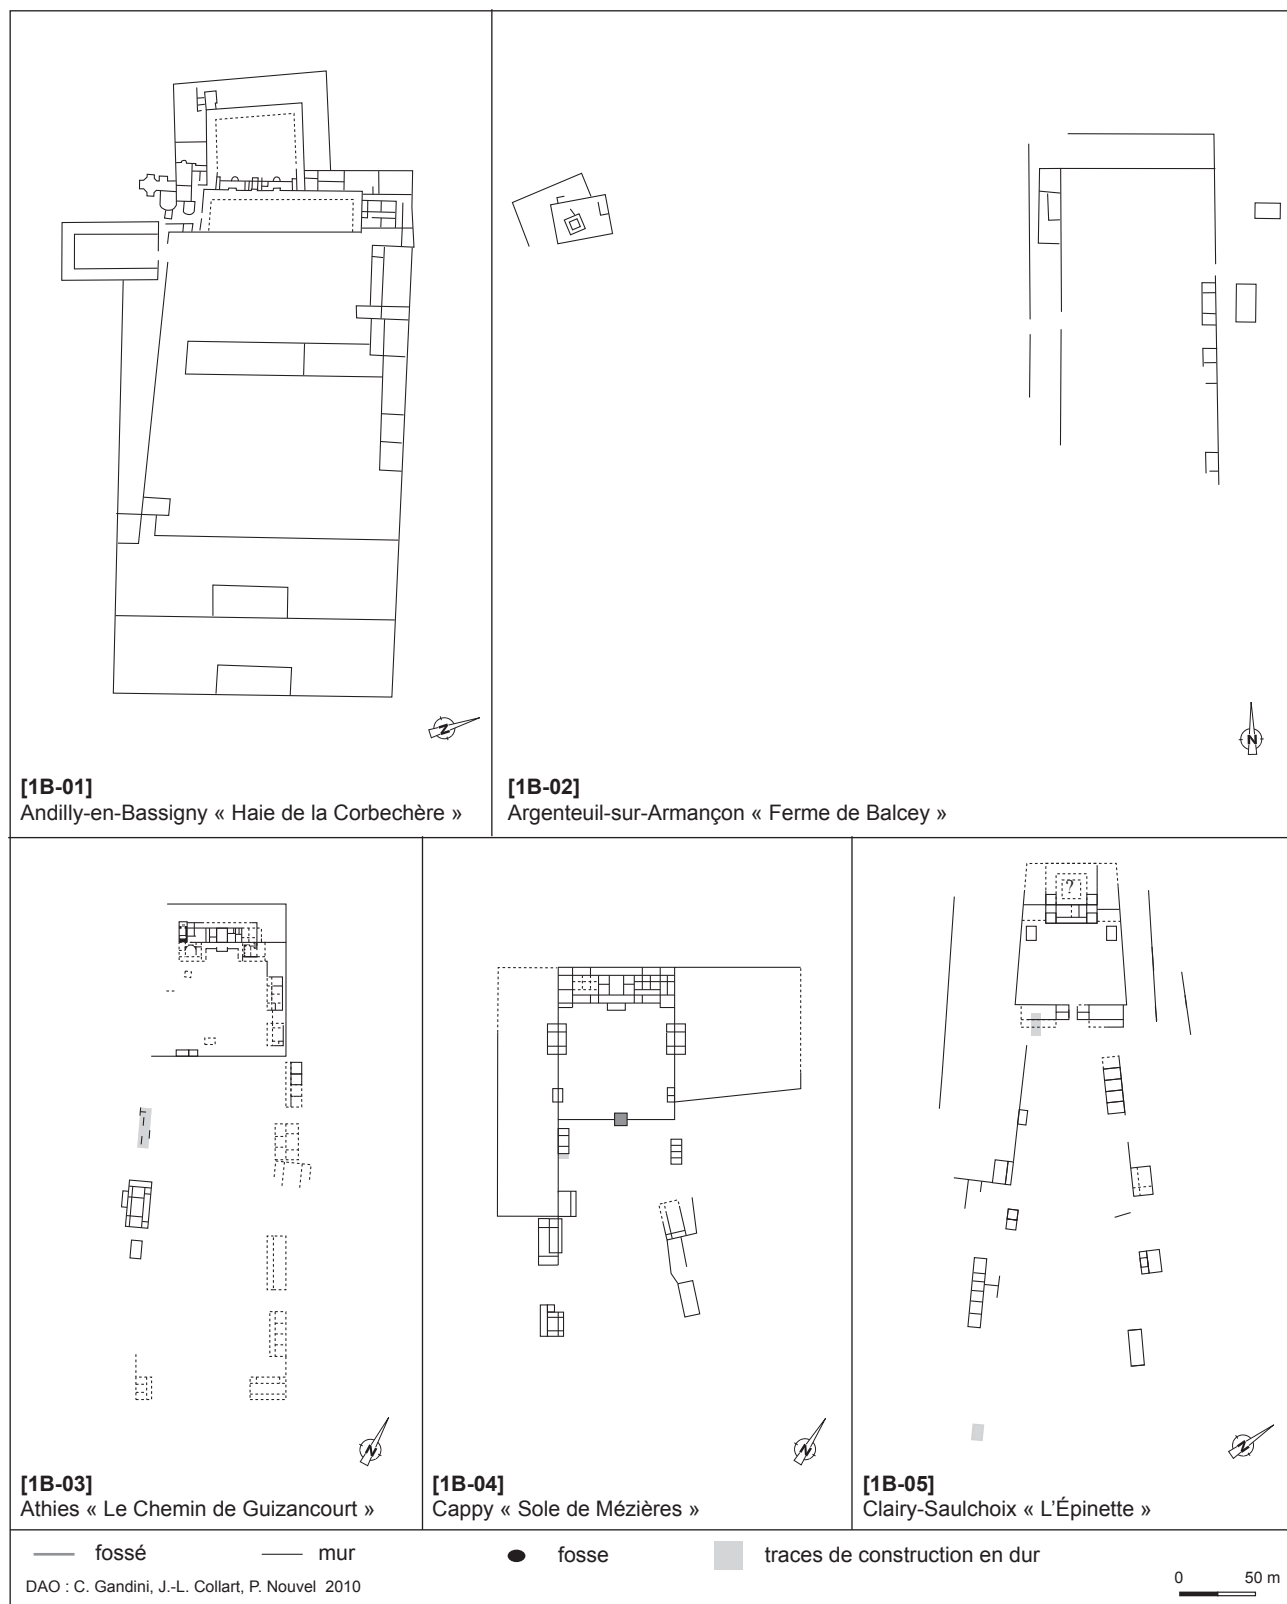 N
[1B-01]
Andilly-en-Bassigny « Haie de la Corbechère »
N
[1B-02]
Argenteuil-sur-Armançon « Ferme de Balcey »
N
[1B-03]
Athies « Le Chemin de Guizancourt »
N
[1B-04]
Cappy « Sole de Mézières »
?
N
[1B-05]
Clairy-Saulchoix « L'Épinette »
fossé mur fosse traces de construction en dur
DAO : C. Gandini, J.-L. Collart, P. Nouvel 2010
0 50 m